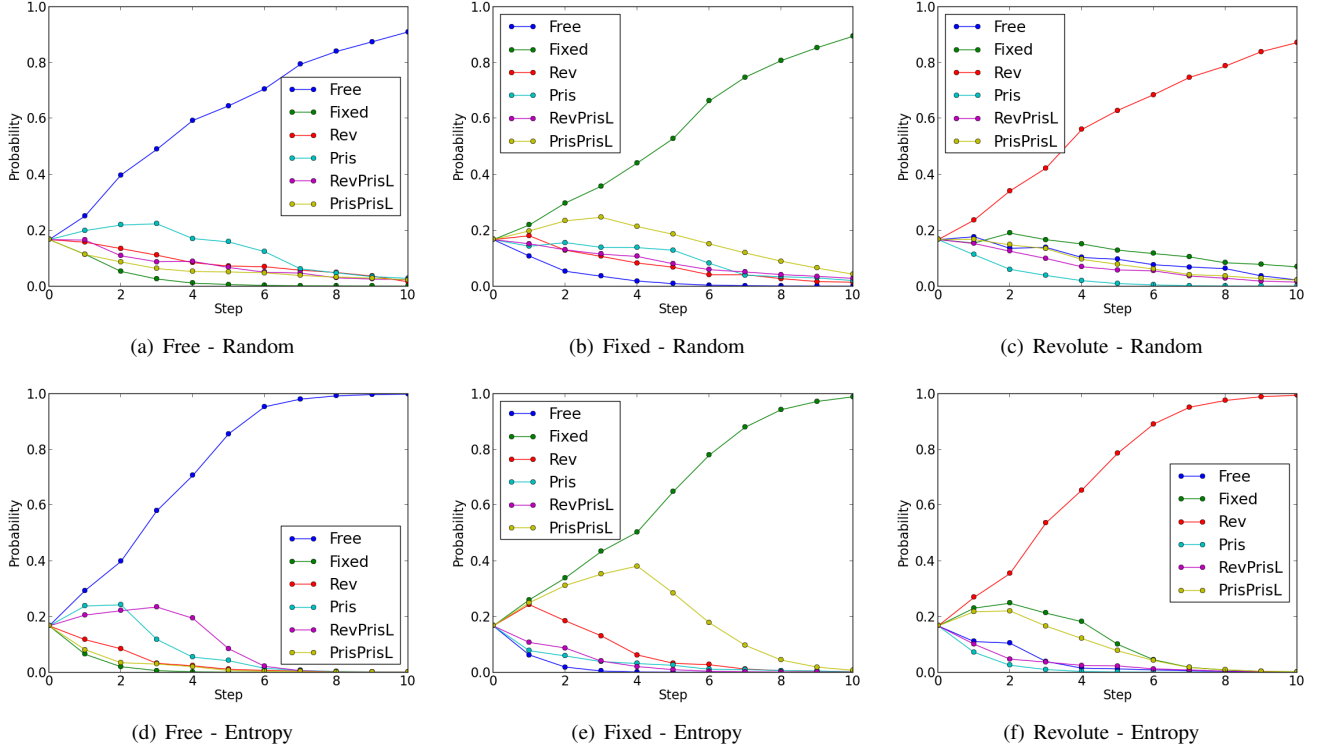 1.0
0.8
0.6
0.4
0.2
0.0
Probability
0 2 4 6 8 10
Step
Free
Fixed
Rev
Pris
RevPrisL
PrisPrisL
(a) Free - Random
1.0
0.8
0.6
0.4
0.2
0.0
Probability
0 2 4 6 8 10
Step
Free
Fixed
Rev
Pris
RevPrisL
PrisPrisL
(b) Fixed - Random
1.0
0.8
0.6
0.4
0.2
0.0
Probability
0 2 4 6 8 10
Step
Free
Fixed
Rev
Pris
RevPrisL
PrisPrisL
(c) Revolute - Random
1.0
0.8
0.6
0.4
0.2
0.0
Probability
0 2 4 6 8 10
Step
Free
Fixed
Rev
Pris
RevPrisL
PrisPrisL
(d) Free - Entropy
1.0
0.8
0.6
0.4
0.2
0.0
Probability
0 2 4 6 8 10
Step
Free
Fixed
Rev
Pris
RevPrisL
PrisPrisL
(e) Fixed - Entropy
1.0
0.8
0.6
0.4
0.2
0.0
Probability
0 2 4 6 8 10
Step
Free
Fixed
Rev
Pris
RevPrisL
PrisPrisL
(f) Revolute - Entropy